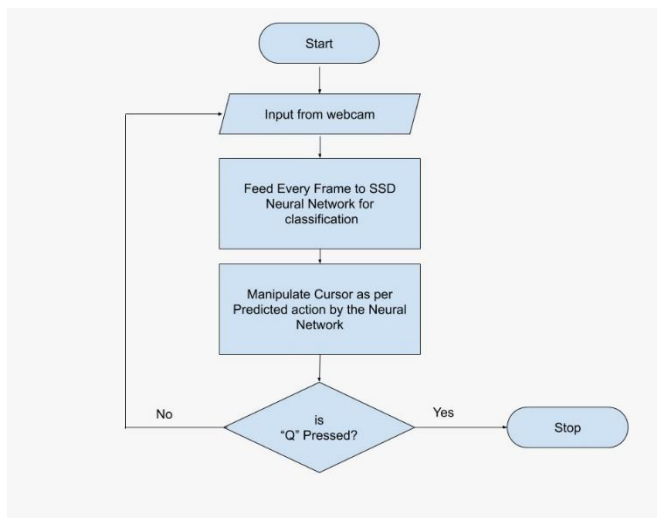 Start
Input from webcam
Feed Every Frame to SSD
Neural Network for
classification
Manipulate Cursor as per
Predicted action by the Neural
Network
No
is
“Q” Pressed?
Yes
Stop